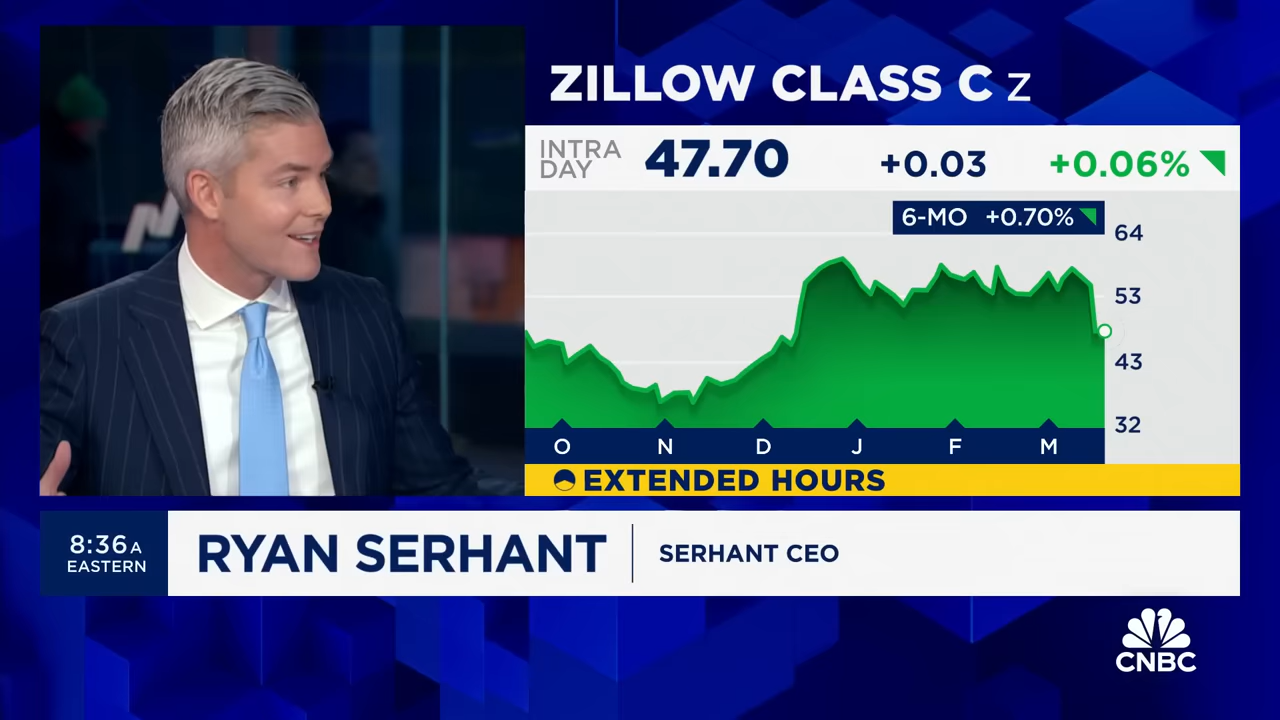 ZILLOW CLASS C Z
INTRA DAY 47.70 +0.03 +0.06%
6-MO +0.70%
64
53
43
32
O N D J F M
EXTENDED HOURS
8:36A
EASTERN
RYAN SERHANT
SERHANT CEO
CNBC